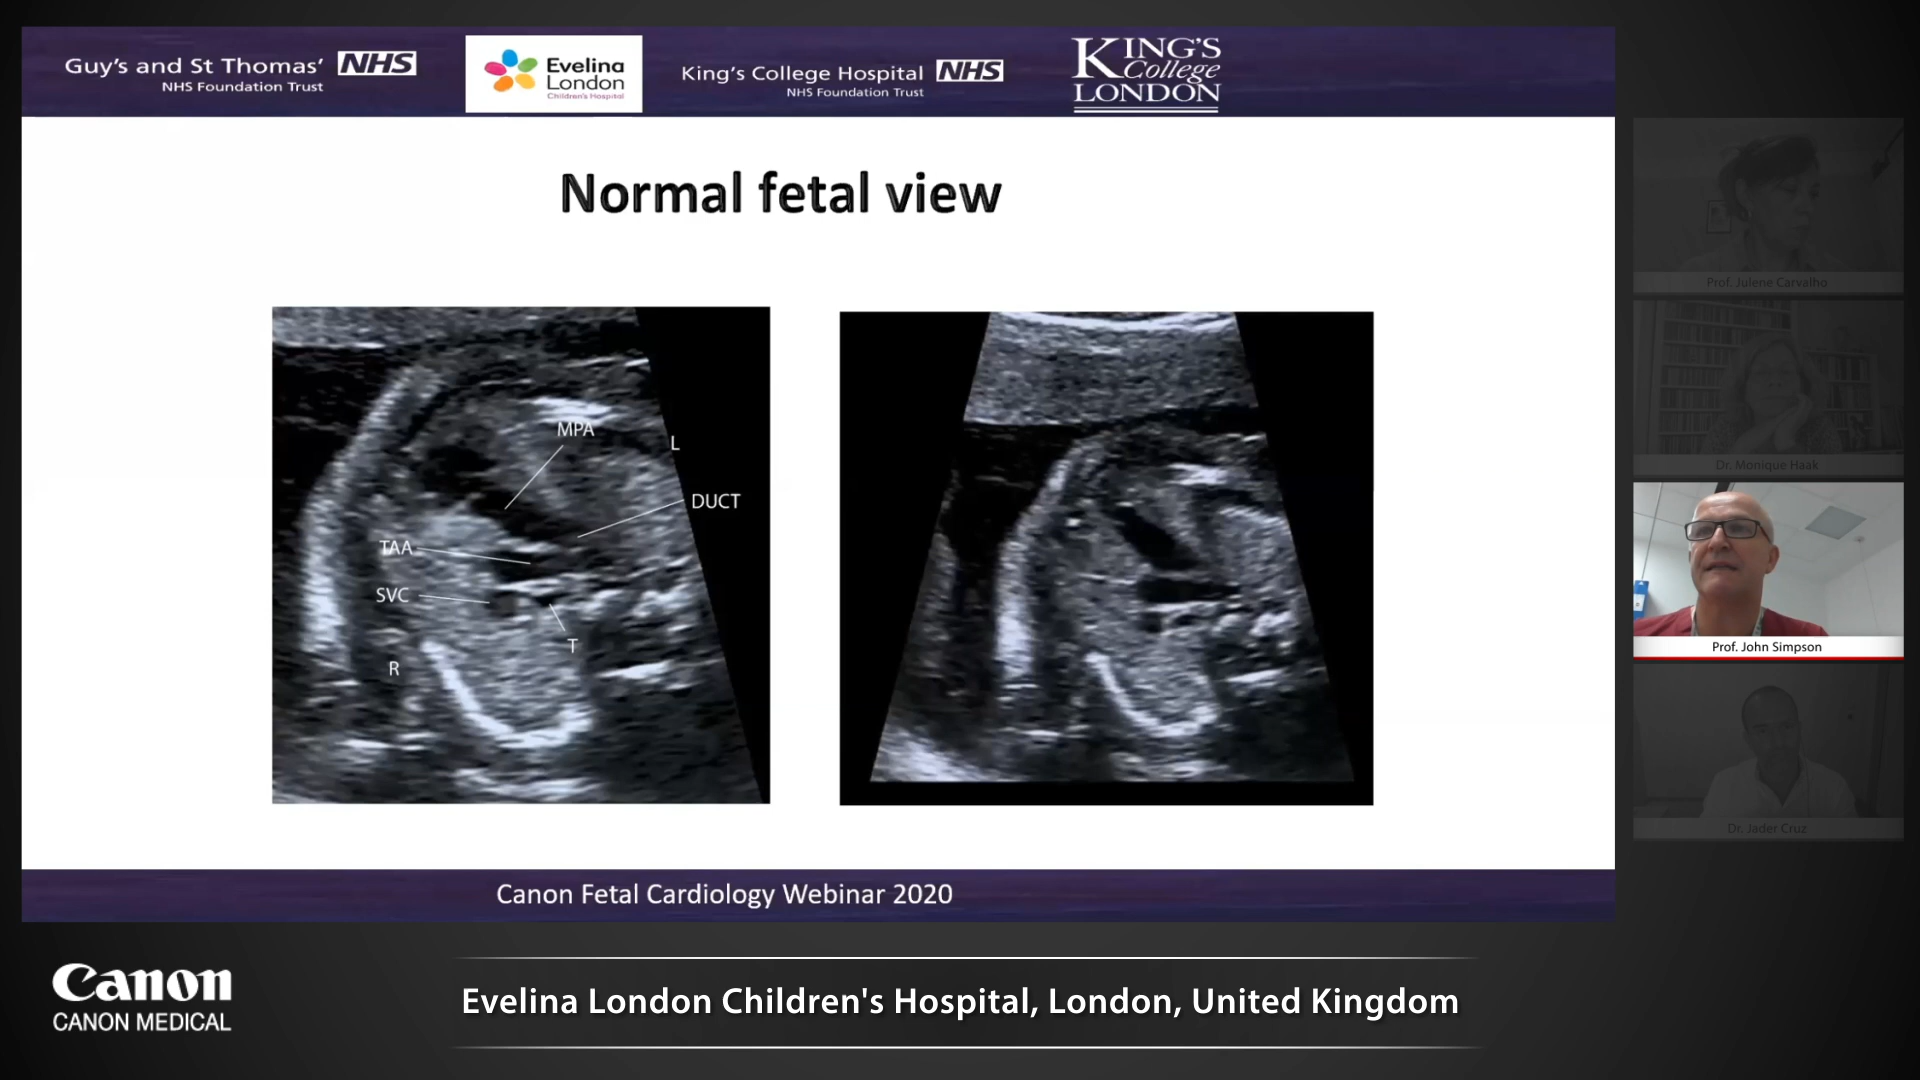 Guy's and St Thomas' NHS
NHS Foundation Trust
Evelina
London
Children's Hospital
King's College Hospital NHS
NHS Foundation Trust
KING'S
College
LONDON
Normal fetal view
MPA
L
DUCT
TAA
SVC
T
R
Prof. Julene Carvalho
Dr. Monique Haak
Prof. John Simpson
Dr. Jader Cruz
Canon Fetal Cardiology Webinar 2020
Canon
CANON MEDICAL
Evelina London Children's Hospital, London, United Kingdom